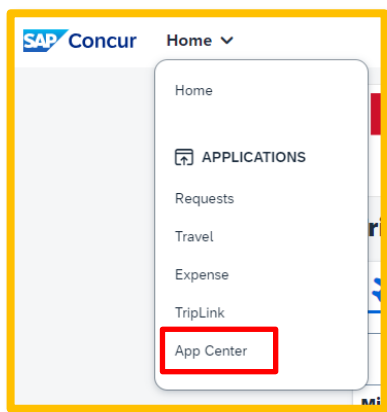 SAP Concur Home
Home
APPLICATIONS
Requests
Travel
Expense
TripLink
App Center